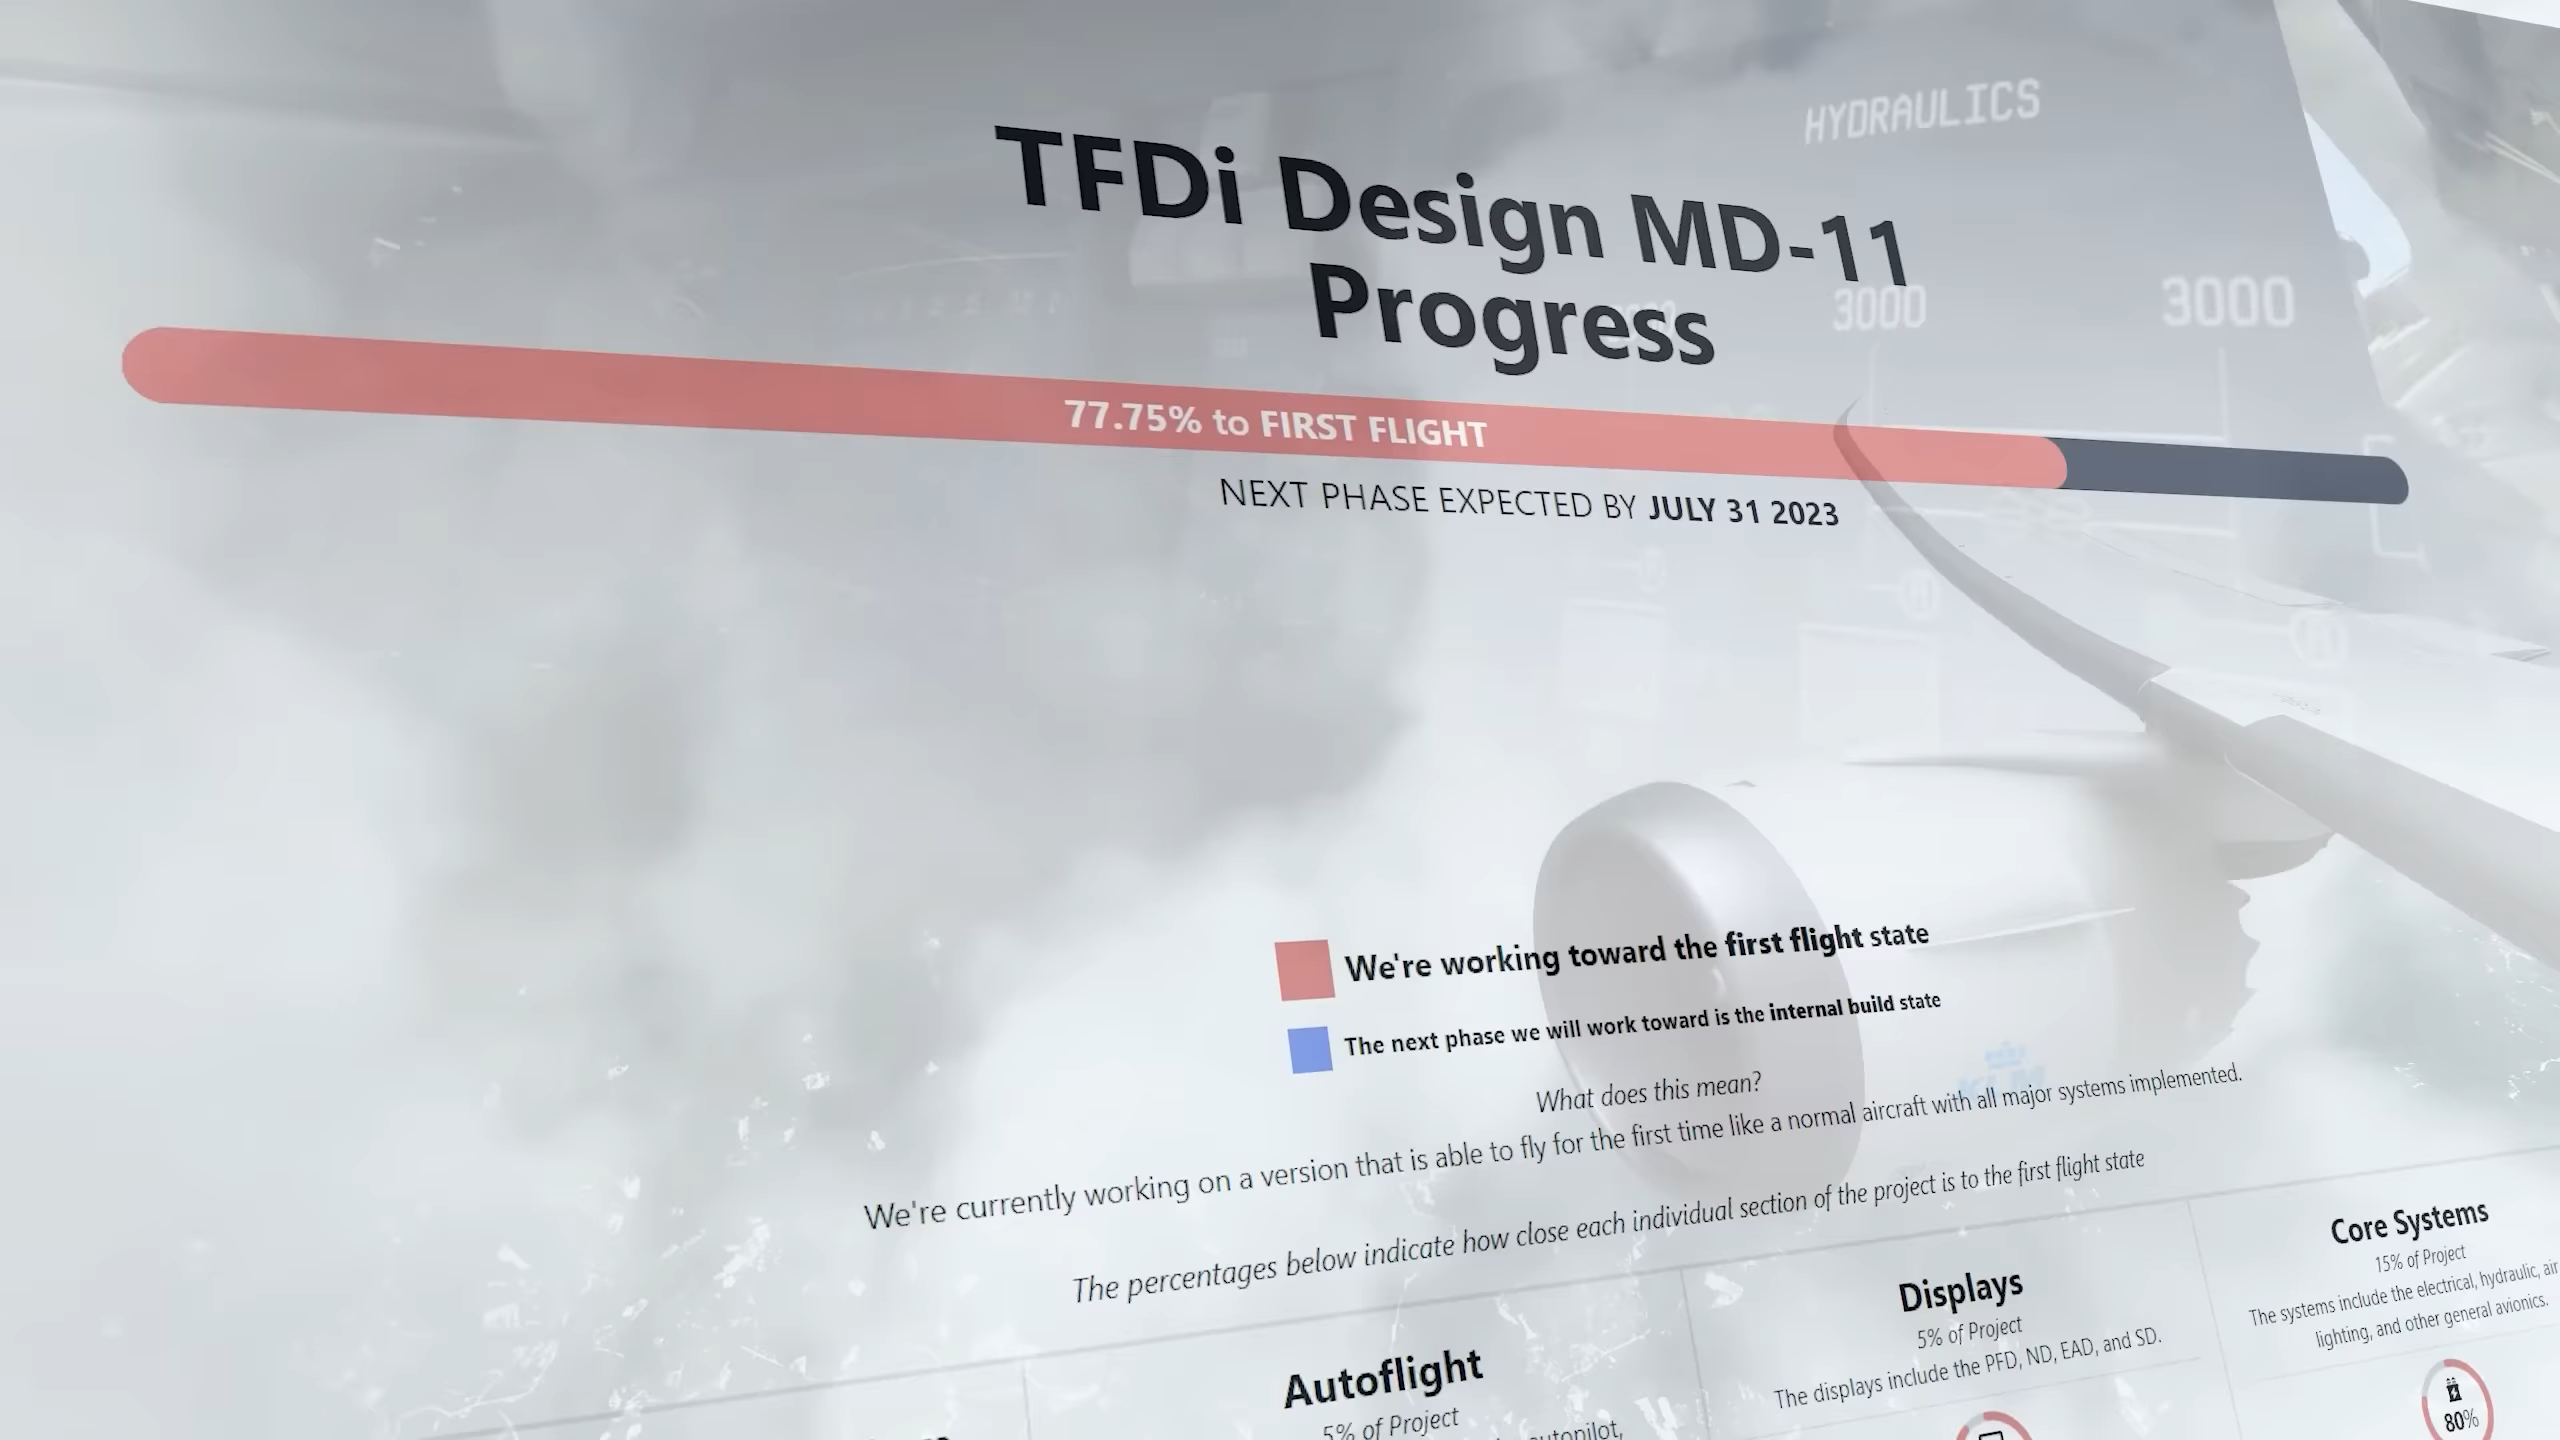 HYDRAULICS
TFDi Design MD-11
Progress
3000
3000
77.75% to FIRST FLIGHT
NEXT PHASE EXPECTED BY JULY 31 2023
We're working toward the first flight state
The next phase we will work toward is the internal build state
What does this mean?
We're currently working on a version that is able to fly for the first time like a normal aircraft with all major systems implemented.
The percentages below indicate how close each individual section of the project is to the first flight state
Autoflight
5% of Project
autopilot,
Displays
5% of Project
The displays include the PFD, ND, EAD, and SD.
Core Systems
15% of Project
The systems include the electrical, hydraulic, air
lighting, and other general avionics.
80%
KLM